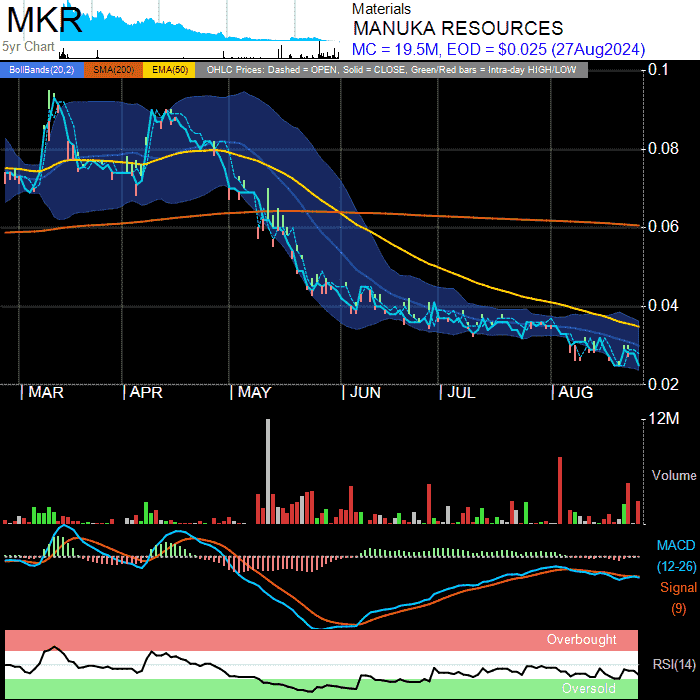 MKR
5yr Chart
Materials
MANUKA RESOURCES
MC = 19.5M, EOD = $0.025 (27Aug2024)
BollBands(20,2) SMA(200) EMA(50) OHLC Prices: Dashed = OPEN, Solid = CLOSE, Green/Red bars = Intra-day HIGH/LOW
0.1
0.08
0.06
0.04
0.02
MAR APR MAY JUN JUL AUG
12M
Volume
MACD
(12-26)
Signal
(9)
Overbought
RSI(14)
Oversold